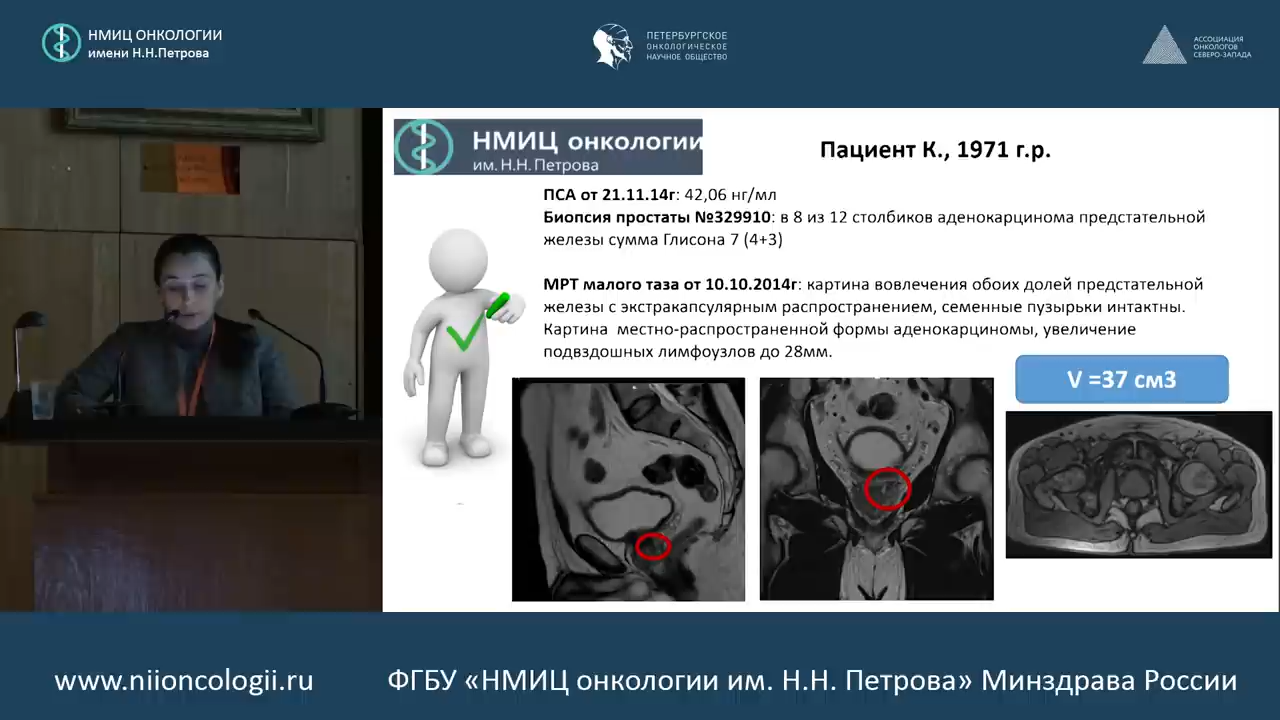 НМИЦ ОНКОЛОГИИ
имени Н.Н.Петрова
ПЕТЕРБУРГСКОЕ
ОНКОЛОГИЧЕСКОЕ
НАУЧНОЕ ОБЩЕСТВО
АССОЦИАЦИЯ
ОНКОЛОГОВ
СЕВЕРО-ЗАПАДА
НМИЦ онкологии
им. Н.Н. Петрова
Пациент К., 1971 г.р.
ПСА от 21.11.14г: 42,06 нг/мл
Биопсия простаты №329910: в 8 из 12 столбиков аденокарцинома предстательной
железы сумма Глисона 7 (4+3)
МРТ малого таза от 10.10.2014г: картина вовлечения обоих долей предстательной
железы с экстракапсулярным распространением, семенные пузырьки интактны.
Картина местно-распространенной формы аденокарциномы, увеличение
подвздошных лимфоузлов до 28мм.
V =37 см3
www.niioncologii.ru
ФГБУ «НМИЦ онкологии им. Н.Н. Петрова» Минздрава России